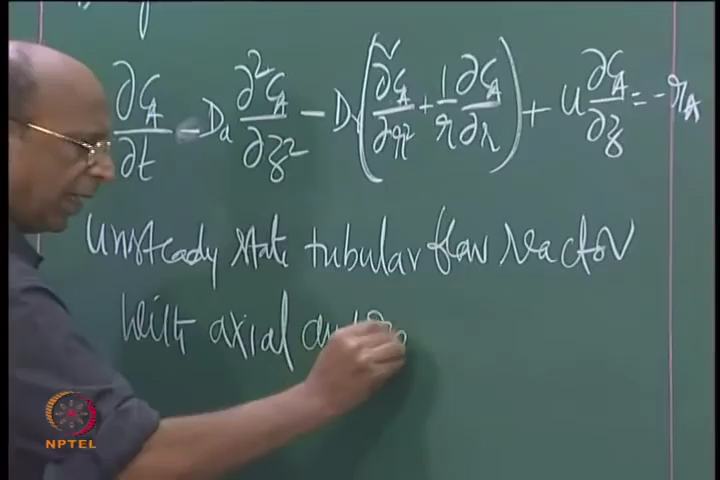 ∂C_A/∂t − D_a ∂²C_A/∂z² − D_r (∂²C_A/∂r² + 1/r ∂C_A/∂r) + u ∂C_A/∂z = −r_A
Unsteady state tubular flow reactor
with axial and
NPTEL